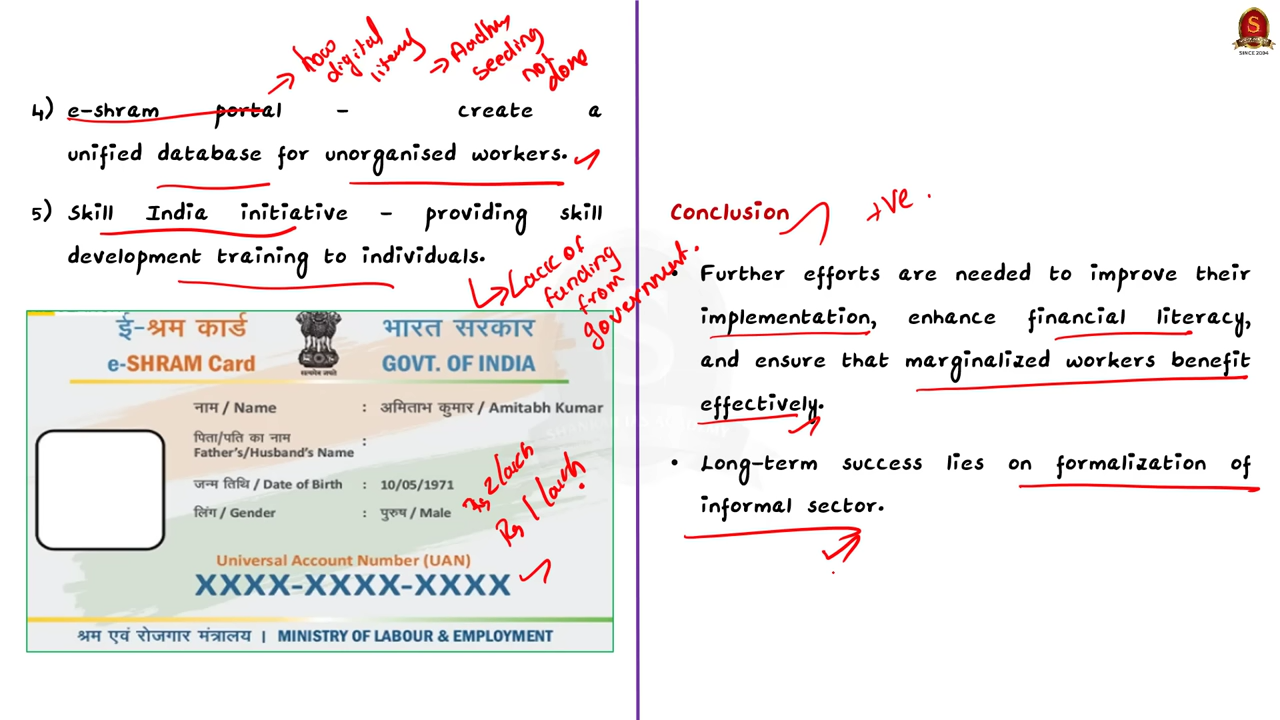 low
digital
literacy
Aadhar
seeding
not
done
4) e-shram portal - create a
unified database for unorganised workers.
5) Skill India initiative - providing skill
development training to individuals.
Lack of
funding
from
government.
ई-श्रम कार्ड
e-SHRAM Card
भारत सरकार
GOVT. OF INDIA
नाम / Name : अमिताभ कुमार / Amitabh Kumar
पिता/पति का नाम :
Father's/Husband's Name
जन्म तिथि / Date of Birth : 10/05/1971
लिंग / Gender : पुरुष / Male
Rs 2 lakh
Rs 1 lakh
Universal Account Number (UAN)
XXXX-XXXX-XXXX
श्रम एवं रोजगार मंत्रालय | MINISTRY OF LABOUR & EMPLOYMENT
S
SINCE 2004
Conclusion
+ve.
• Further efforts are needed to improve their
implementation, enhance financial literacy,
and ensure that marginalized workers benefit
effectively.
• Long-term success lies on formalization of
informal sector.